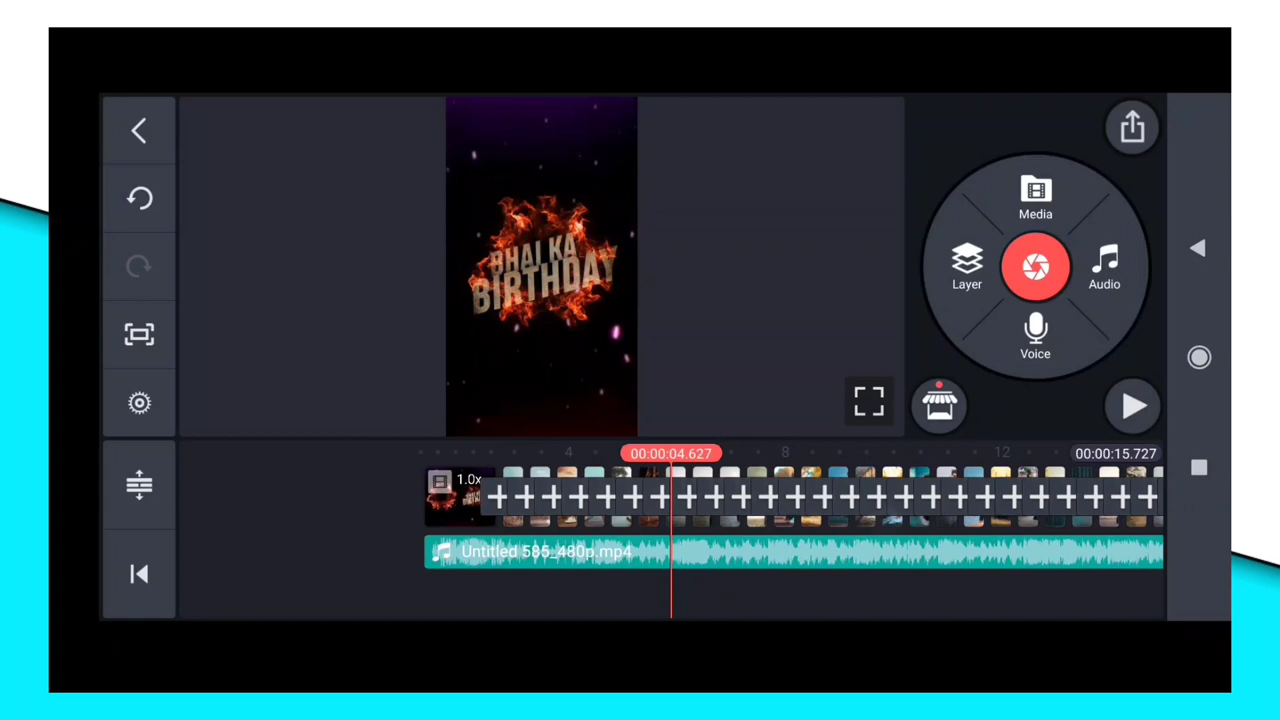 Media
Layer
Audio
Voice
BHAI KA
BIRTHDAY
4
00:00:04.627
8
12
00:00:15.727
1.0x
Untitled 585_480p.mp4